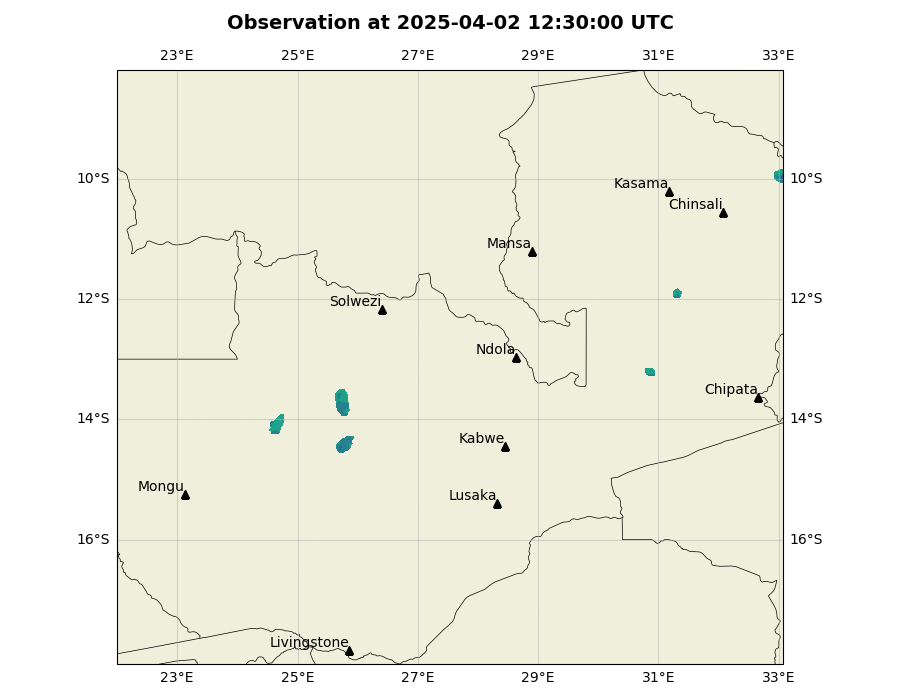 Observation at 2025-04-02 12:30:00 UTC
23°E 25°E 27°E 29°E 31°E 33°E
10°S 10°S
Kasama
Chinsali
Mansa
12°S 12°S
Solwezi
Ndola
Chipata
14°S 14°S
Kabwe
Mongu
Lusaka
16°S 16°S
Livingstone
23°E 25°E 27°E 29°E 31°E 33°E